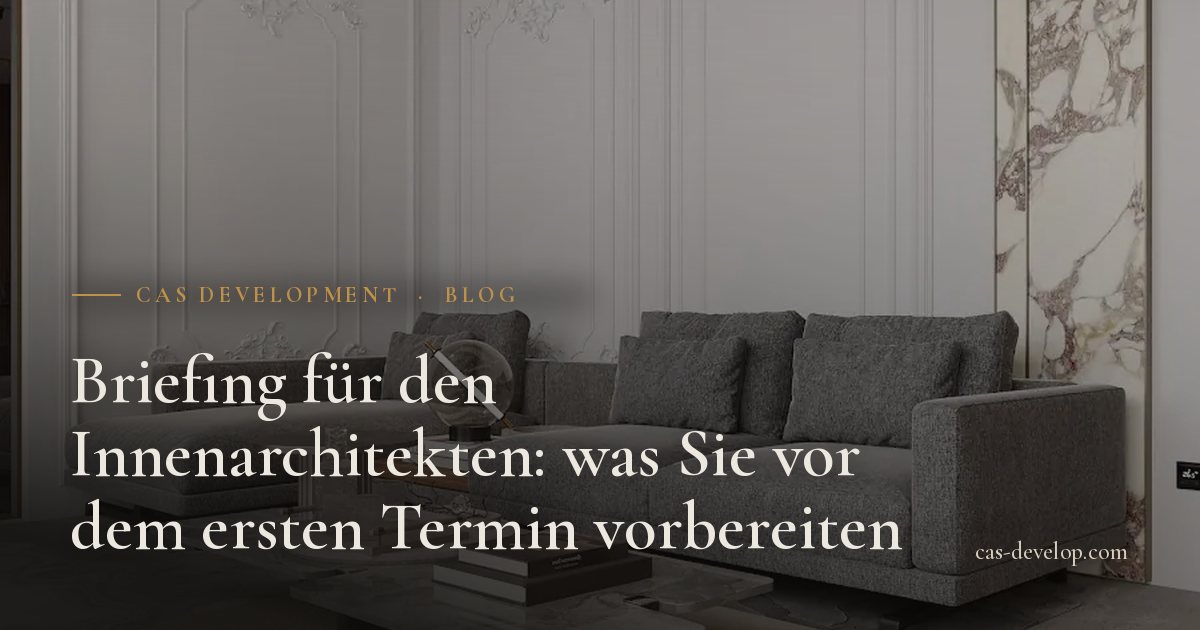 CAS DEVELOPMENT · BLOG
Briefing für den
Innenarchitekten: was Sie vor
dem ersten Termin vorbereiten
cas-develop.com